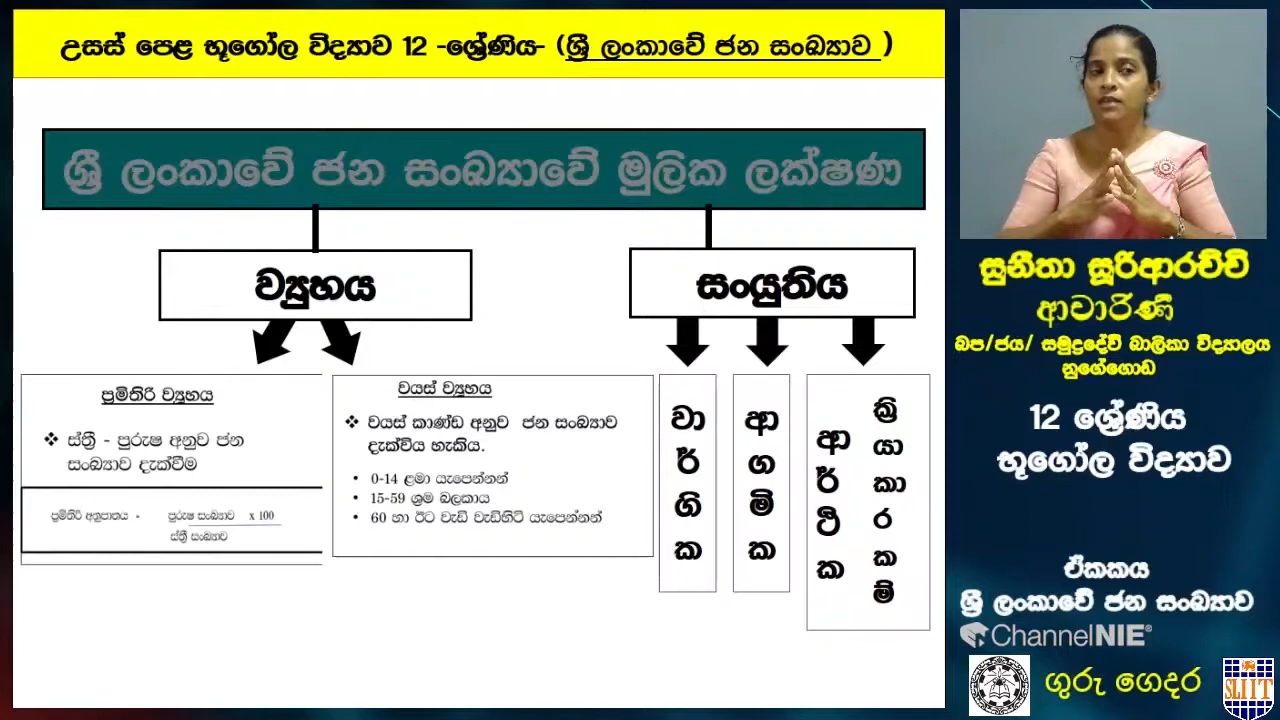 උසස් පෙළ භූගෝල විද්‍යාව 12 -ශ්‍රේණිය- (ශ්‍රී ලංකාවේ ජන සංඛ්‍යාව )
ශ්‍රී ලංකාවේ ජන සංඛ්‍යාවේ මූලික ලක්ෂණ
ව්‍යුහය
සංයුතිය
ප්‍රමිතිරි ව්‍යුහය
❖ ස්ත්‍රී - පුරුෂ අනුව ජන
සංඛ්‍යාව දැක්වීම
ප්‍රමිතිරි අනුපාතය = පුරුෂ සංඛ්‍යාව x 100
ස්ත්‍රී සංඛ්‍යාව
වයස් ව්‍යුහය
❖ වයස් කාණ්ඩ අනුව ජන සංඛ්‍යාව
දැක්විය හැකිය.
• 0-14 ළමා යැපෙන්නන්
• 15-59 ශ්‍රම බලකාය
• 60 හා ඊට වැඩි වැඩිහිටි යැපෙන්නන්
වාර්ගික
ආගමික
ආර්ථික
ක්‍රියාකාරකම්
සුනීතා සූරිආරච්චි
ආචාරිණී
බප/ජය/ සමුද්‍රදේවී බාලිකා විද්‍යාලය
නුගේගොඩ
12 ශ්‍රේණිය
භූගෝල විද්‍යාව
ඒකකය
ශ්‍රී ලංකාවේ ජන සංඛ්‍යාව
ChannelNIE
ගුරු ගෙදර
SLIIT